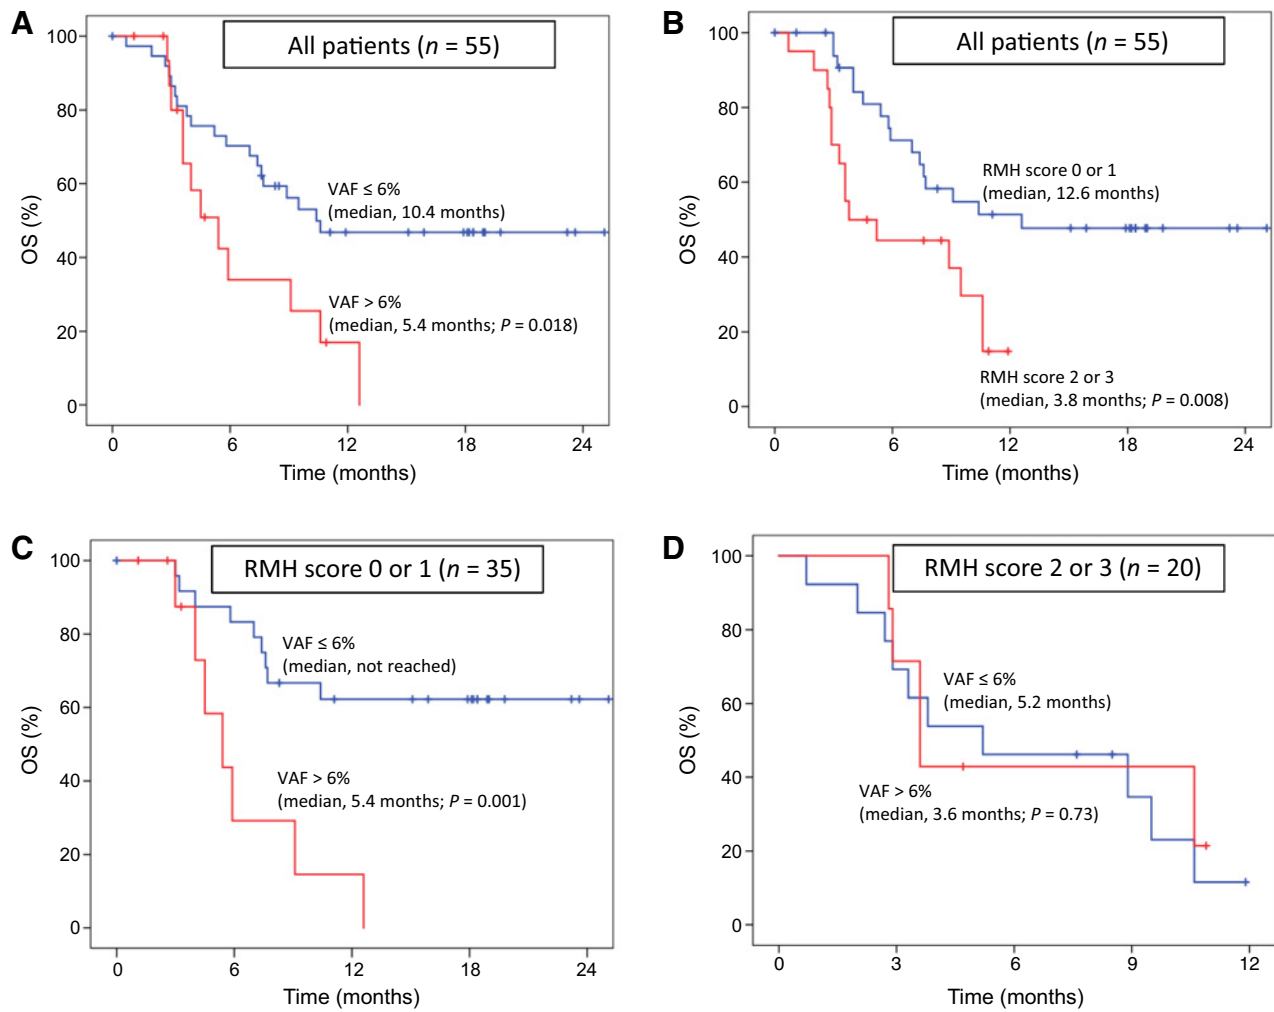 A
All patients (n = 55)
100
80
60
40
20
0
OS (%)
VAF ≤ 6%
(median, 10.4 months)
VAF > 6%
(median, 5.4 months; P = 0.018)
0 6 12 18 24
Time (months)
B
All patients (n = 55)
100
80
60
40
20
0
OS (%)
RMH score 0 or 1
(median, 12.6 months)
RMH score 2 or 3
(median, 3.8 months; P = 0.008)
0 6 12 18 24
Time (months)
C
RMH score 0 or 1 (n = 35)
100
80
60
40
20
0
OS (%)
VAF ≤ 6%
(median, not reached)
VAF > 6%
(median, 5.4 months; P = 0.001)
0 6 12 18 24
Time (months)
D
RMH score 2 or 3 (n = 20)
100
80
60
40
20
0
OS (%)
VAF ≤ 6%
(median, 5.2 months)
VAF > 6%
(median, 3.6 months; P = 0.73)
0 3 6 9 12
Time (months)